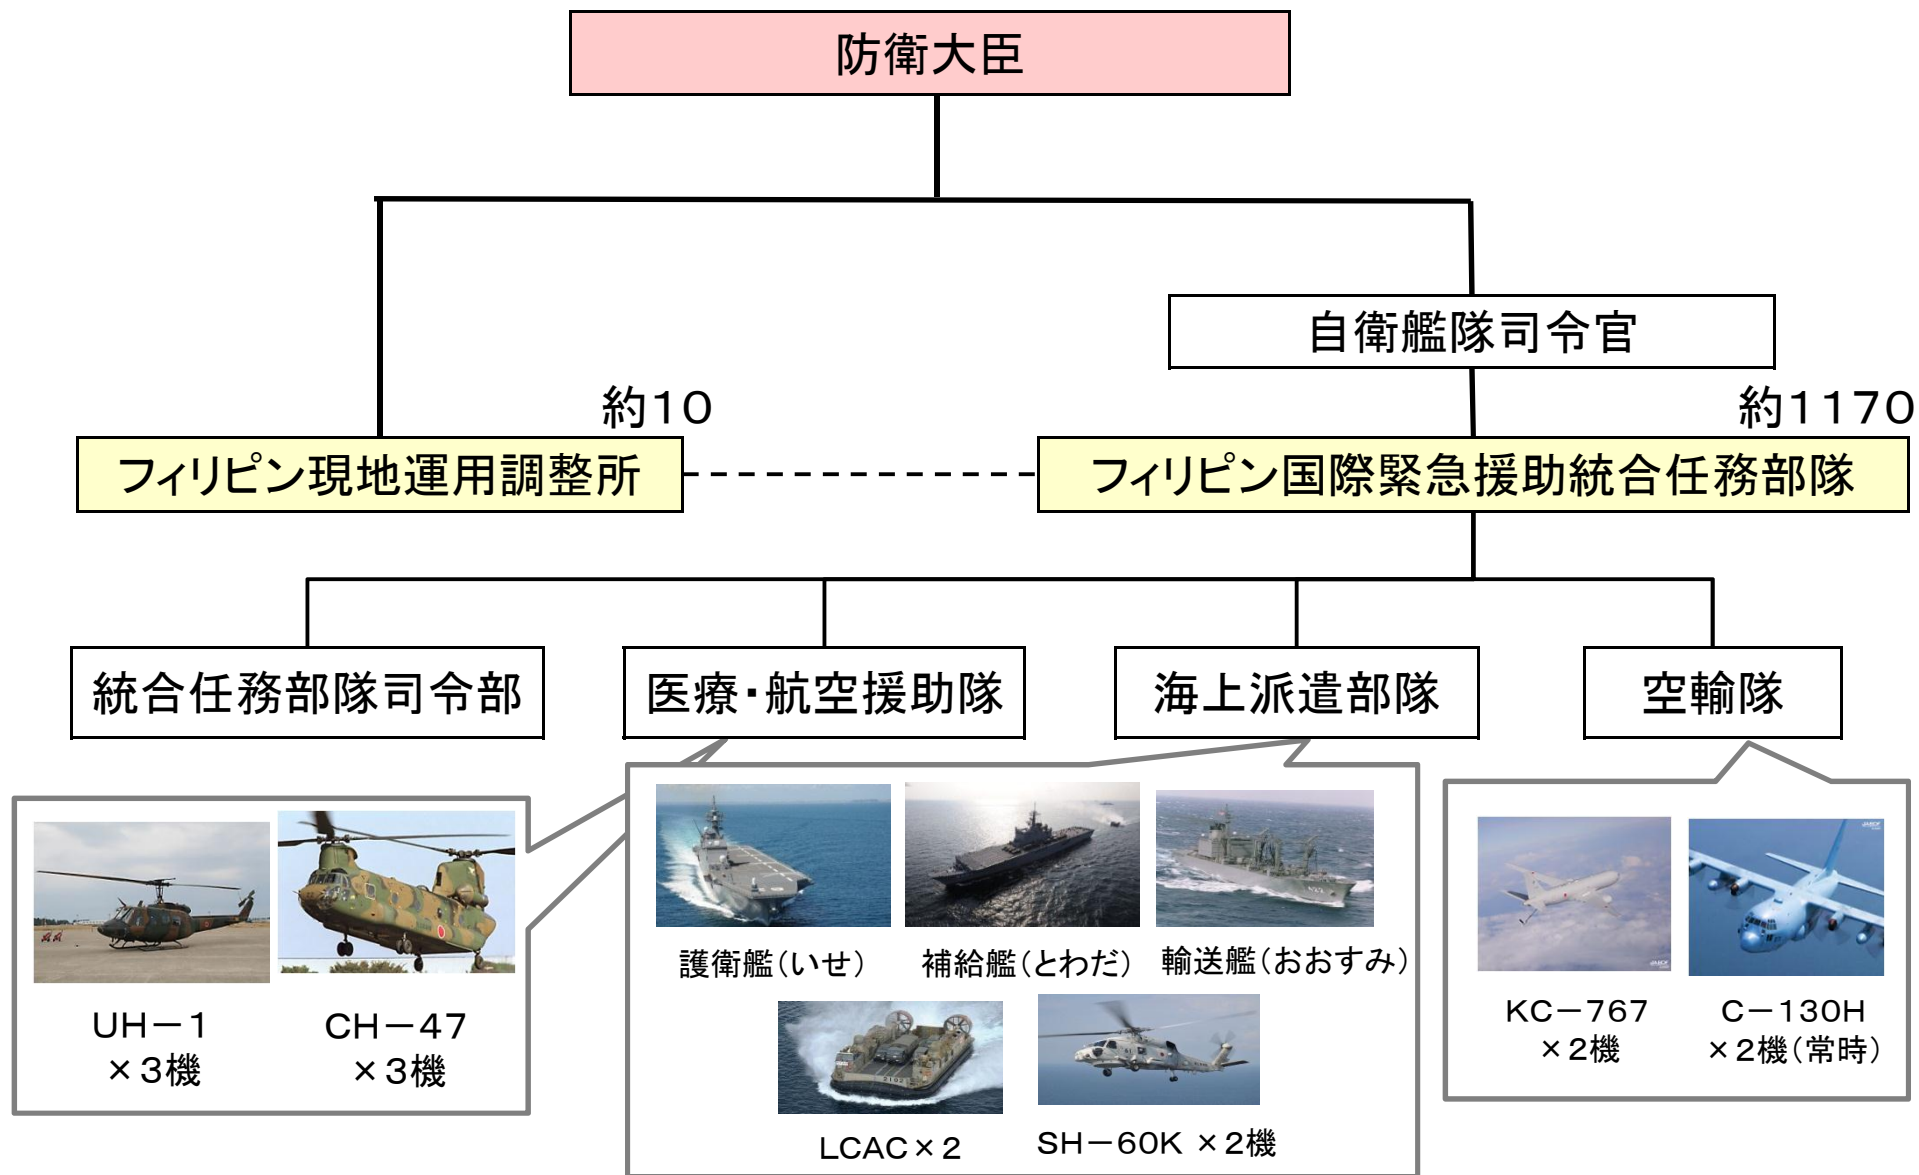 防衛大臣
自衛艦隊司令官
約10
約1170
フィリピン現地運用調整所
フィリピン国際緊急援助統合任務部隊
統合任務部隊司令部
医療・航空援助隊
海上派遣部隊
空輸隊
UH－1
×3機
CH－47
×3機
護衛艦（いせ）
補給艦（とわだ）
輸送艦（おおすみ）
LCAC×2
SH－60K ×2機
KC－767
×2機
C－130H
×2機（常時）
2192